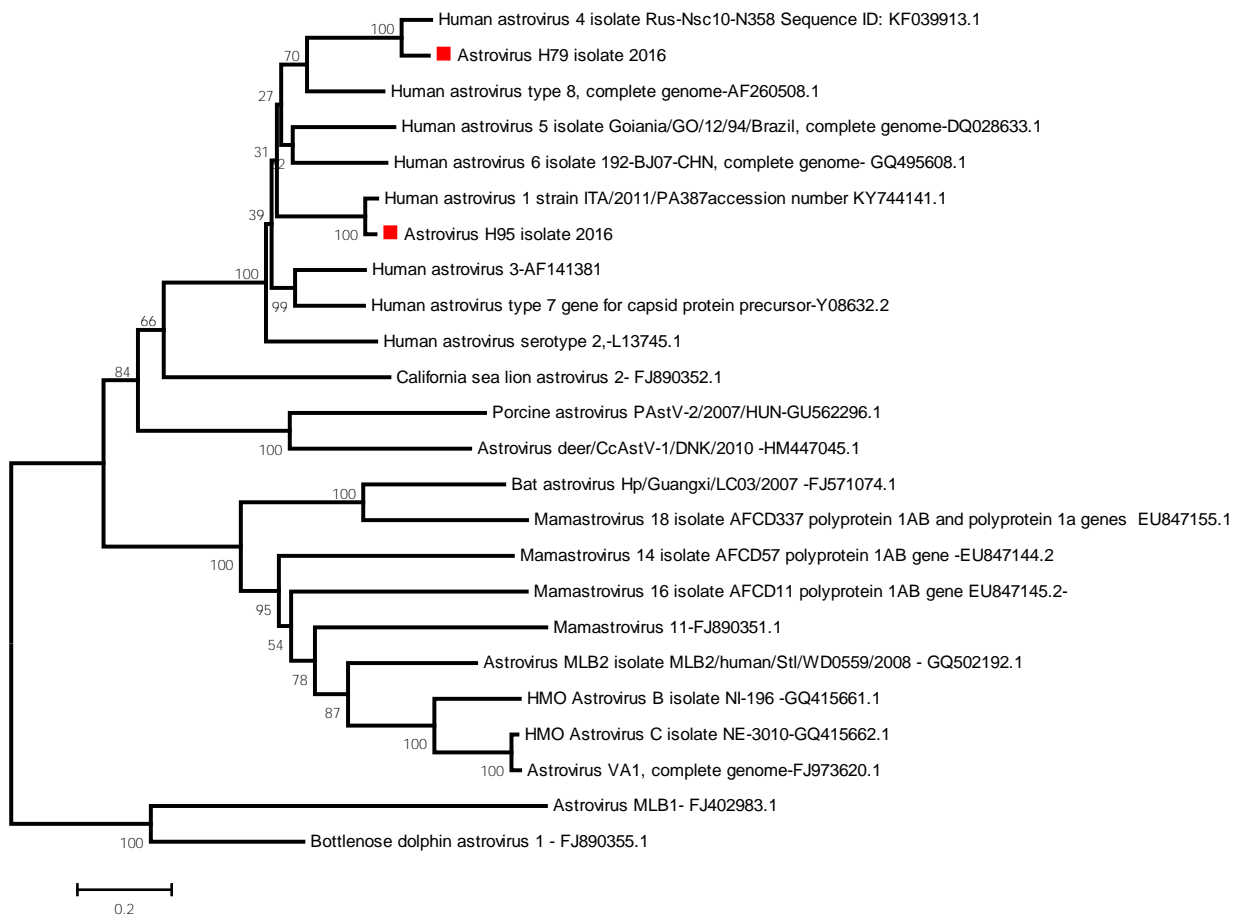 Human astrovirus 4 isolate Rus-Nsc10-N358 Sequence ID: KF039913.1
100
Astrovirus H79 isolate 2016
70
Human astrovirus type 8, complete genome-AF260508.1
27
Human astrovirus 5 isolate Goiania/GO/12/94/Brazil, complete genome-DQ028633.1
31
Human astrovirus 6 isolate 192-BJ07-CHN, complete genome- GQ495608.1
Human astrovirus 1 strain ITA/2011/PA387accession number KY744141.1
39
100
Astrovirus H95 isolate 2016
Human astrovirus 3-AF141381
100
99
Human astrovirus type 7 gene for capsid protein precursor-Y08632.2
66
Human astrovirus serotype 2,-L13745.1
84
California sea lion astrovirus 2- FJ890352.1
Porcine astrovirus PAstV-2/2007/HUN-GU562296.1
100
Astrovirus deer/CcAstV-1/DNK/2010 -HM447045.1
Bat astrovirus Hp/Guangxi/LC03/2007 -FJ571074.1
100
Mamastrovirus 18 isolate AFCD337 polyprotein 1AB and polyprotein 1a genes EU847155.1
100
Mamastrovirus 14 isolate AFCD57 polyprotein 1AB gene -EU847144.2
95
Mamastrovirus 16 isolate AFCD11 polyprotein 1AB gene EU847145.2-
54
Mamastrovirus 11-FJ890351.1
78
Astrovirus MLB2 isolate MLB2/human/Stl/WD0559/2008 - GQ502192.1
87
HMO Astrovirus B isolate NI-196 -GQ415661.1
100
HMO Astrovirus C isolate NE-3010-GQ415662.1
100
Astrovirus VA1, complete genome-FJ973620.1
Astrovirus MLB1- FJ402983.1
100
Bottlenose dolphin astrovirus 1 - FJ890355.1
0.2